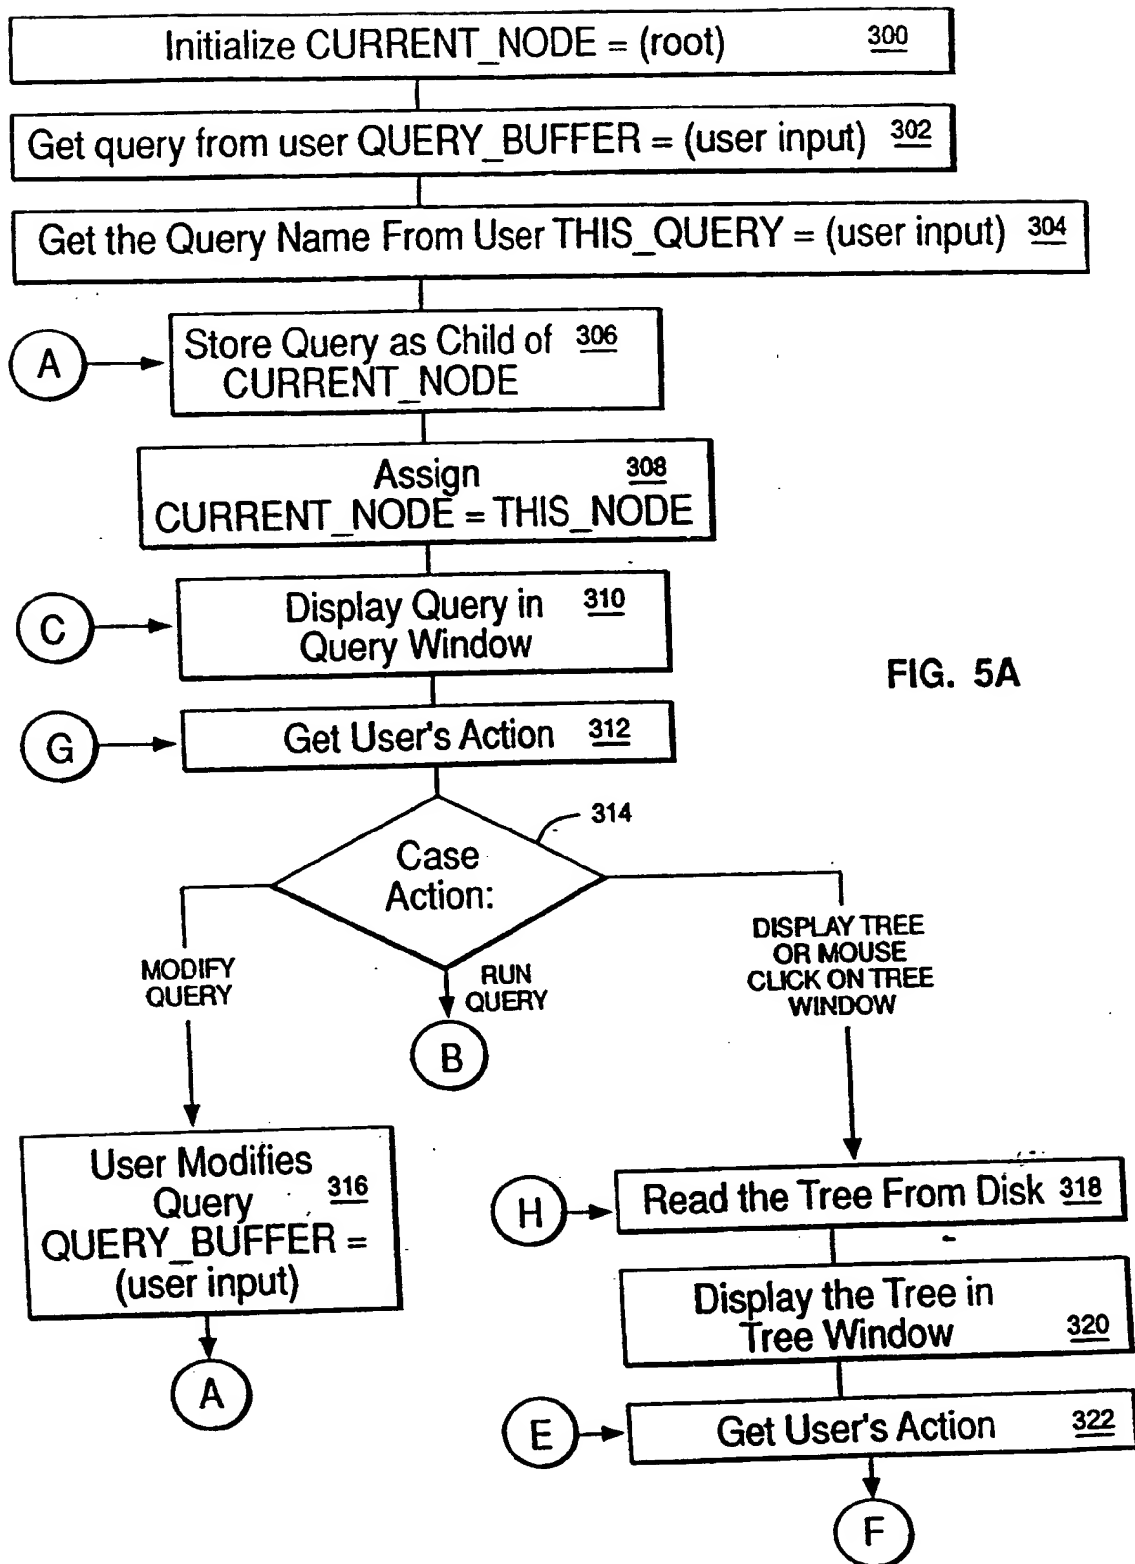 Initialize CURRENT_NODE = (root) 300
Get query from user QUERY_BUFFER = (user input) 302
Get the Query Name From User THIS_QUERY = (user input) 304
A
Store Query as Child of 306
CURRENT_NODE
Assign 308
CURRENT_NODE = THIS_NODE
C
Display Query in 310
Query Window
FIG. 5A
G
Get User's Action 312
314
Case
Action:
MODIFY
QUERY
RUN
QUERY
DISPLAY TREE
OR MOUSE
CLICK ON TREE
WINDOW
B
User Modifies
Query 316
QUERY_BUFFER =
(user input)
A
H
Read the Tree From Disk 318
Display the Tree in
Tree Window 320
E
Get User's Action 322
F